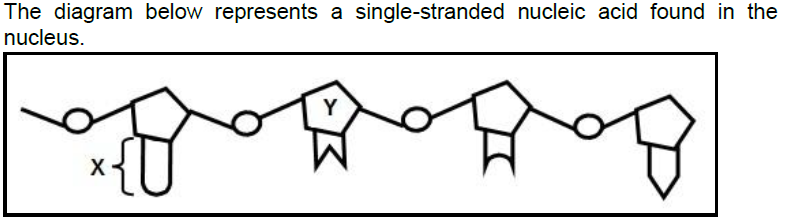 The diagram below represents a single-stranded nucleic acid found in the
nucleus.
Y
X